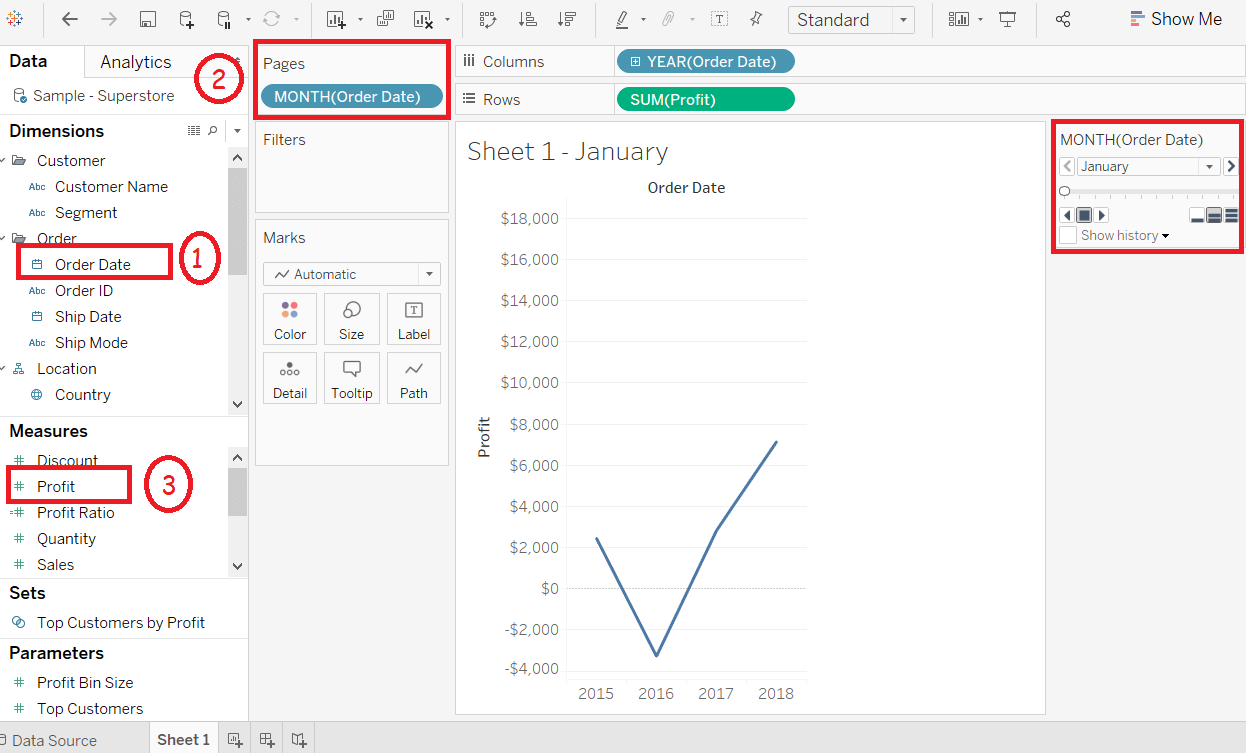 Standard
Show Me
Data
Analytics
Sample - Superstore
Dimensions
Customer
Abc Customer Name
Abc Segment
Order
Order Date
Abc Order ID
Ship Date
Abc Ship Mode
Location
Country
Measures
Discount
Profit
Profit Ratio
Quantity
Sales
Sets
Top Customers by Profit
Parameters
Profit Bin Size
Top Customers
1
2
3
Pages
MONTH(Order Date)
Filters
Marks
Automatic
Color Size Label
Detail Tooltip Path
Columns YEAR(Order Date)
Rows SUM(Profit)
Sheet 1 - January
Order Date
$18,000
$16,000
$14,000
$12,000
$10,000
$8,000
$6,000
$4,000
$2,000
$0
-$2,000
-$4,000
Profit
2015 2016 2017 2018
MONTH(Order Date)
January
Show history
Data Source
Sheet 1